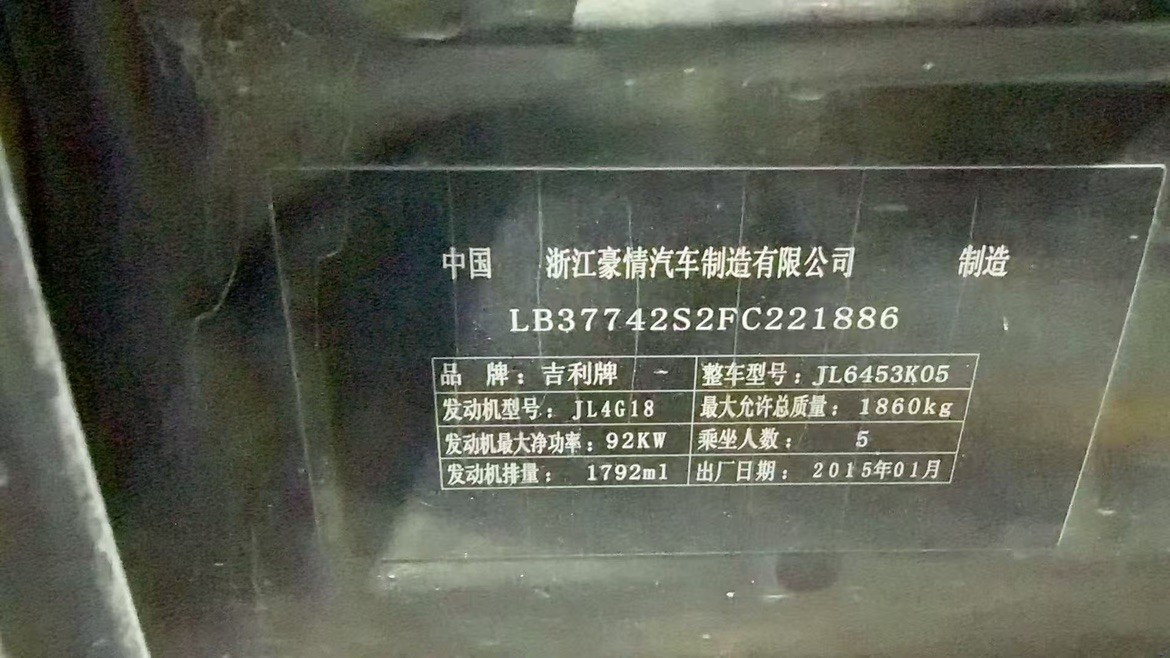 中国 浙江豪情汽车制造有限公司 制造
LB37742S2FC221886
品 牌：吉利牌 整车型号：JL6453K05
发动机型号：JL4G18 最大允许总质量：1860kg
发动机最大净功率：92KW 乘坐人数：5
发动机排量：1792ml 出厂日期：2015年01月